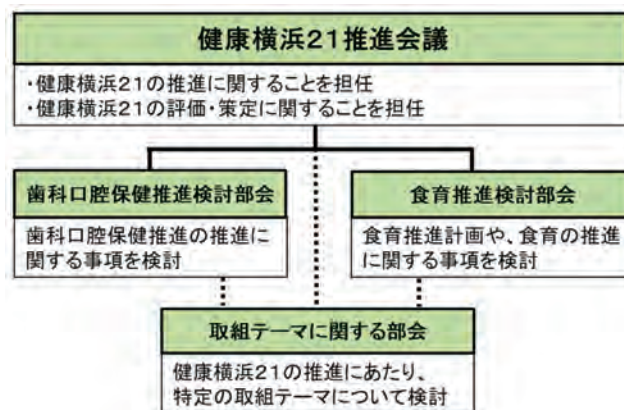 健康横浜21推進会議
・健康横浜21の推進に関することを担任
・健康横浜21の評価・策定に関することを担任
歯科口腔保健推進検討部会
歯科口腔保健推進の推進に
関する事項を検討
食育推進検討部会
食育推進計画や、食育の推進
に関する事項を検討
取組テーマに関する部会
健康横浜21の推進にあたり、
特定の取組テーマについて検討